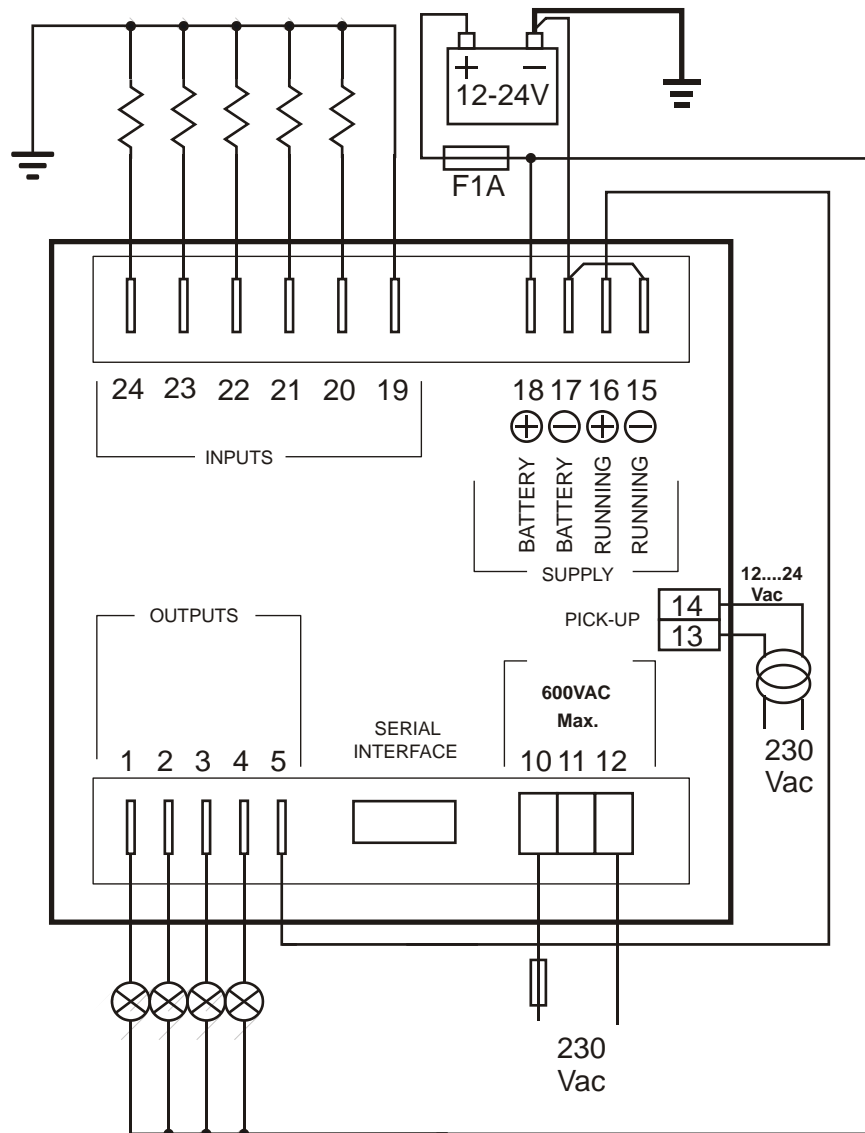 + −
12-24V
F1A
24 23 22 21 20 19
18 17 16 15
+ − + −
INPUTS
BATTERY
BATTERY
RUNNING
RUNNING
SUPPLY
12....24
Vac
OUTPUTS
PICK-UP
14
13
600VAC
Max.
SERIAL
INTERFACE
230
Vac
1 2 3 4 5
10 11 12
230
Vac